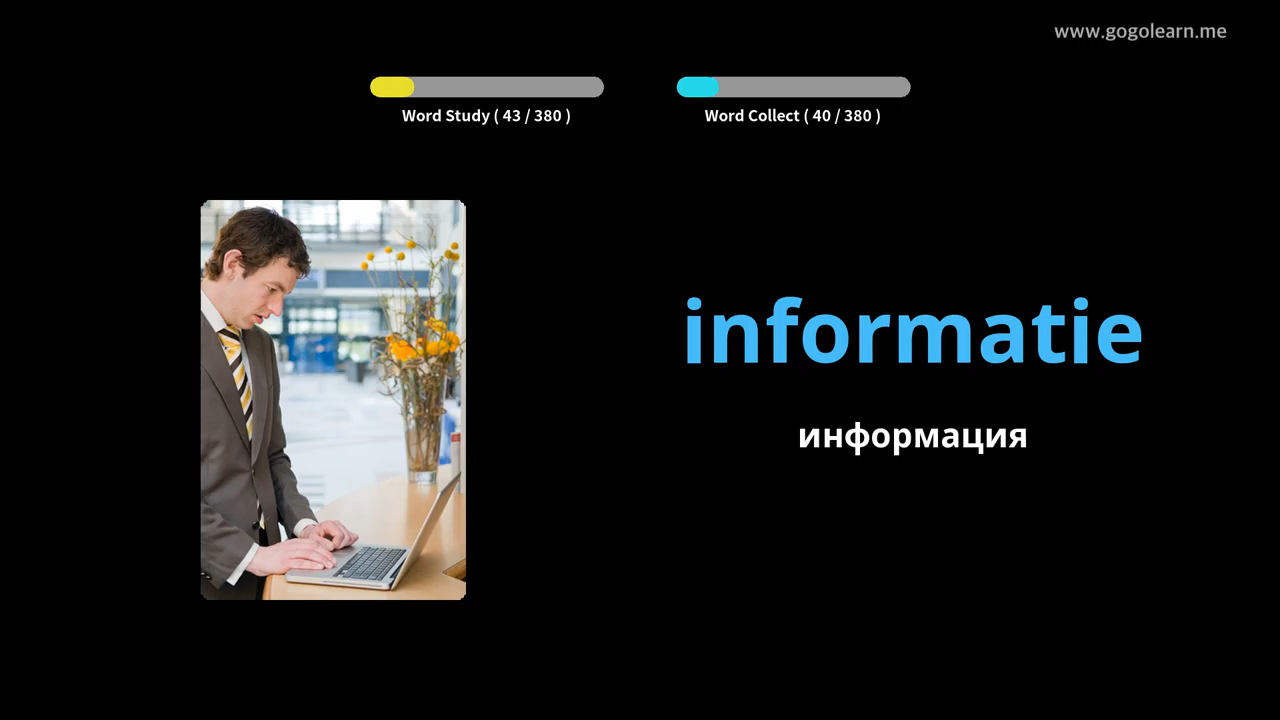 www.gogolearn.me
Word Study ( 43 / 380 )
Word Collect ( 40 / 380 )
informatie
информация